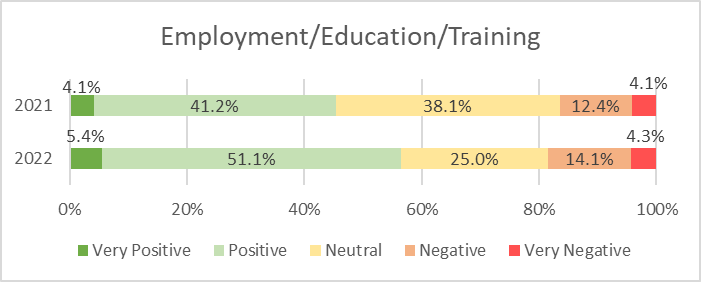 Employment/Education/Training
4.1% 4.1%
2021 41.2% 38.1% 12.4%
5.4% 4.3%
2022 51.1% 25.0% 14.1%
0% 20% 40% 60% 80% 100%
Very Positive Positive Neutral Negative Very Negative